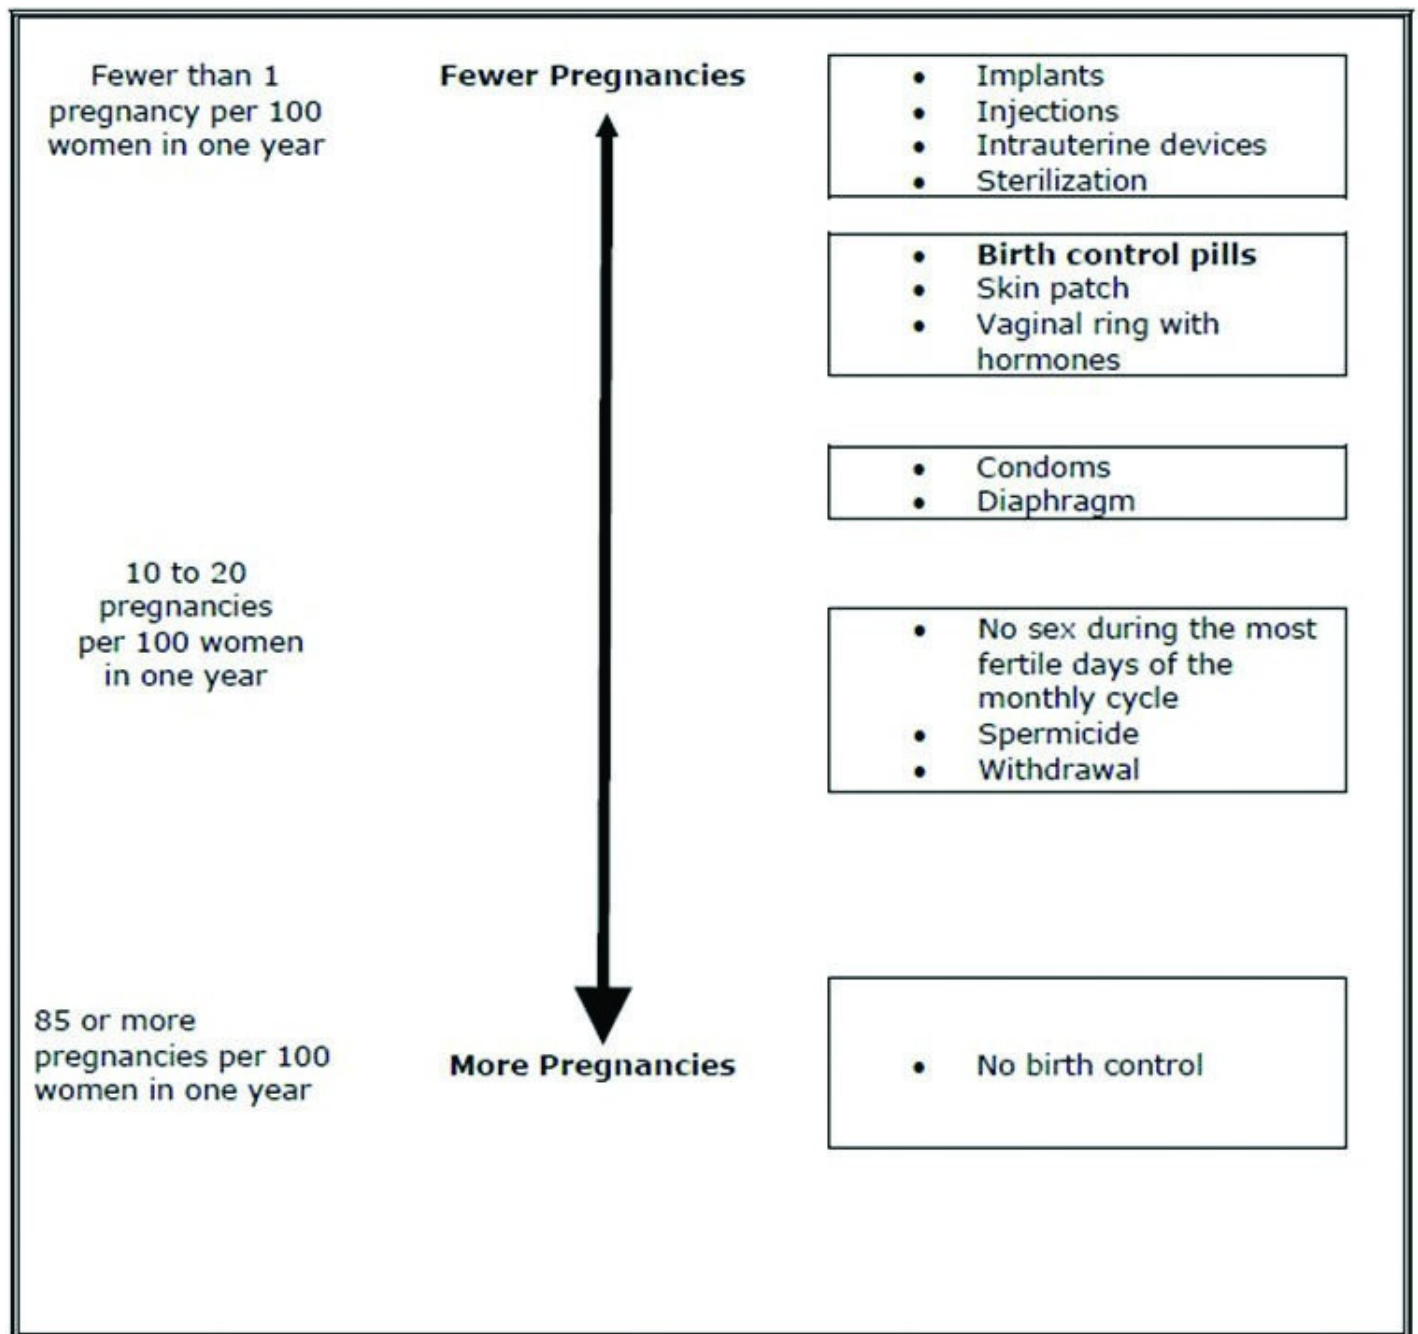 Fewer than 1
pregnancy per 100
women in one year
Fewer Pregnancies
• Implants
• Injections
• Intrauterine devices
• Sterilization
• Birth control pills
• Skin patch
• Vaginal ring with
hormones
• Condoms
• Diaphragm
10 to 20
pregnancies
per 100 women
in one year
• No sex during the most
fertile days of the
monthly cycle
• Spermicide
• Withdrawal
85 or more
pregnancies per 100
women in one year
More Pregnancies
• No birth control